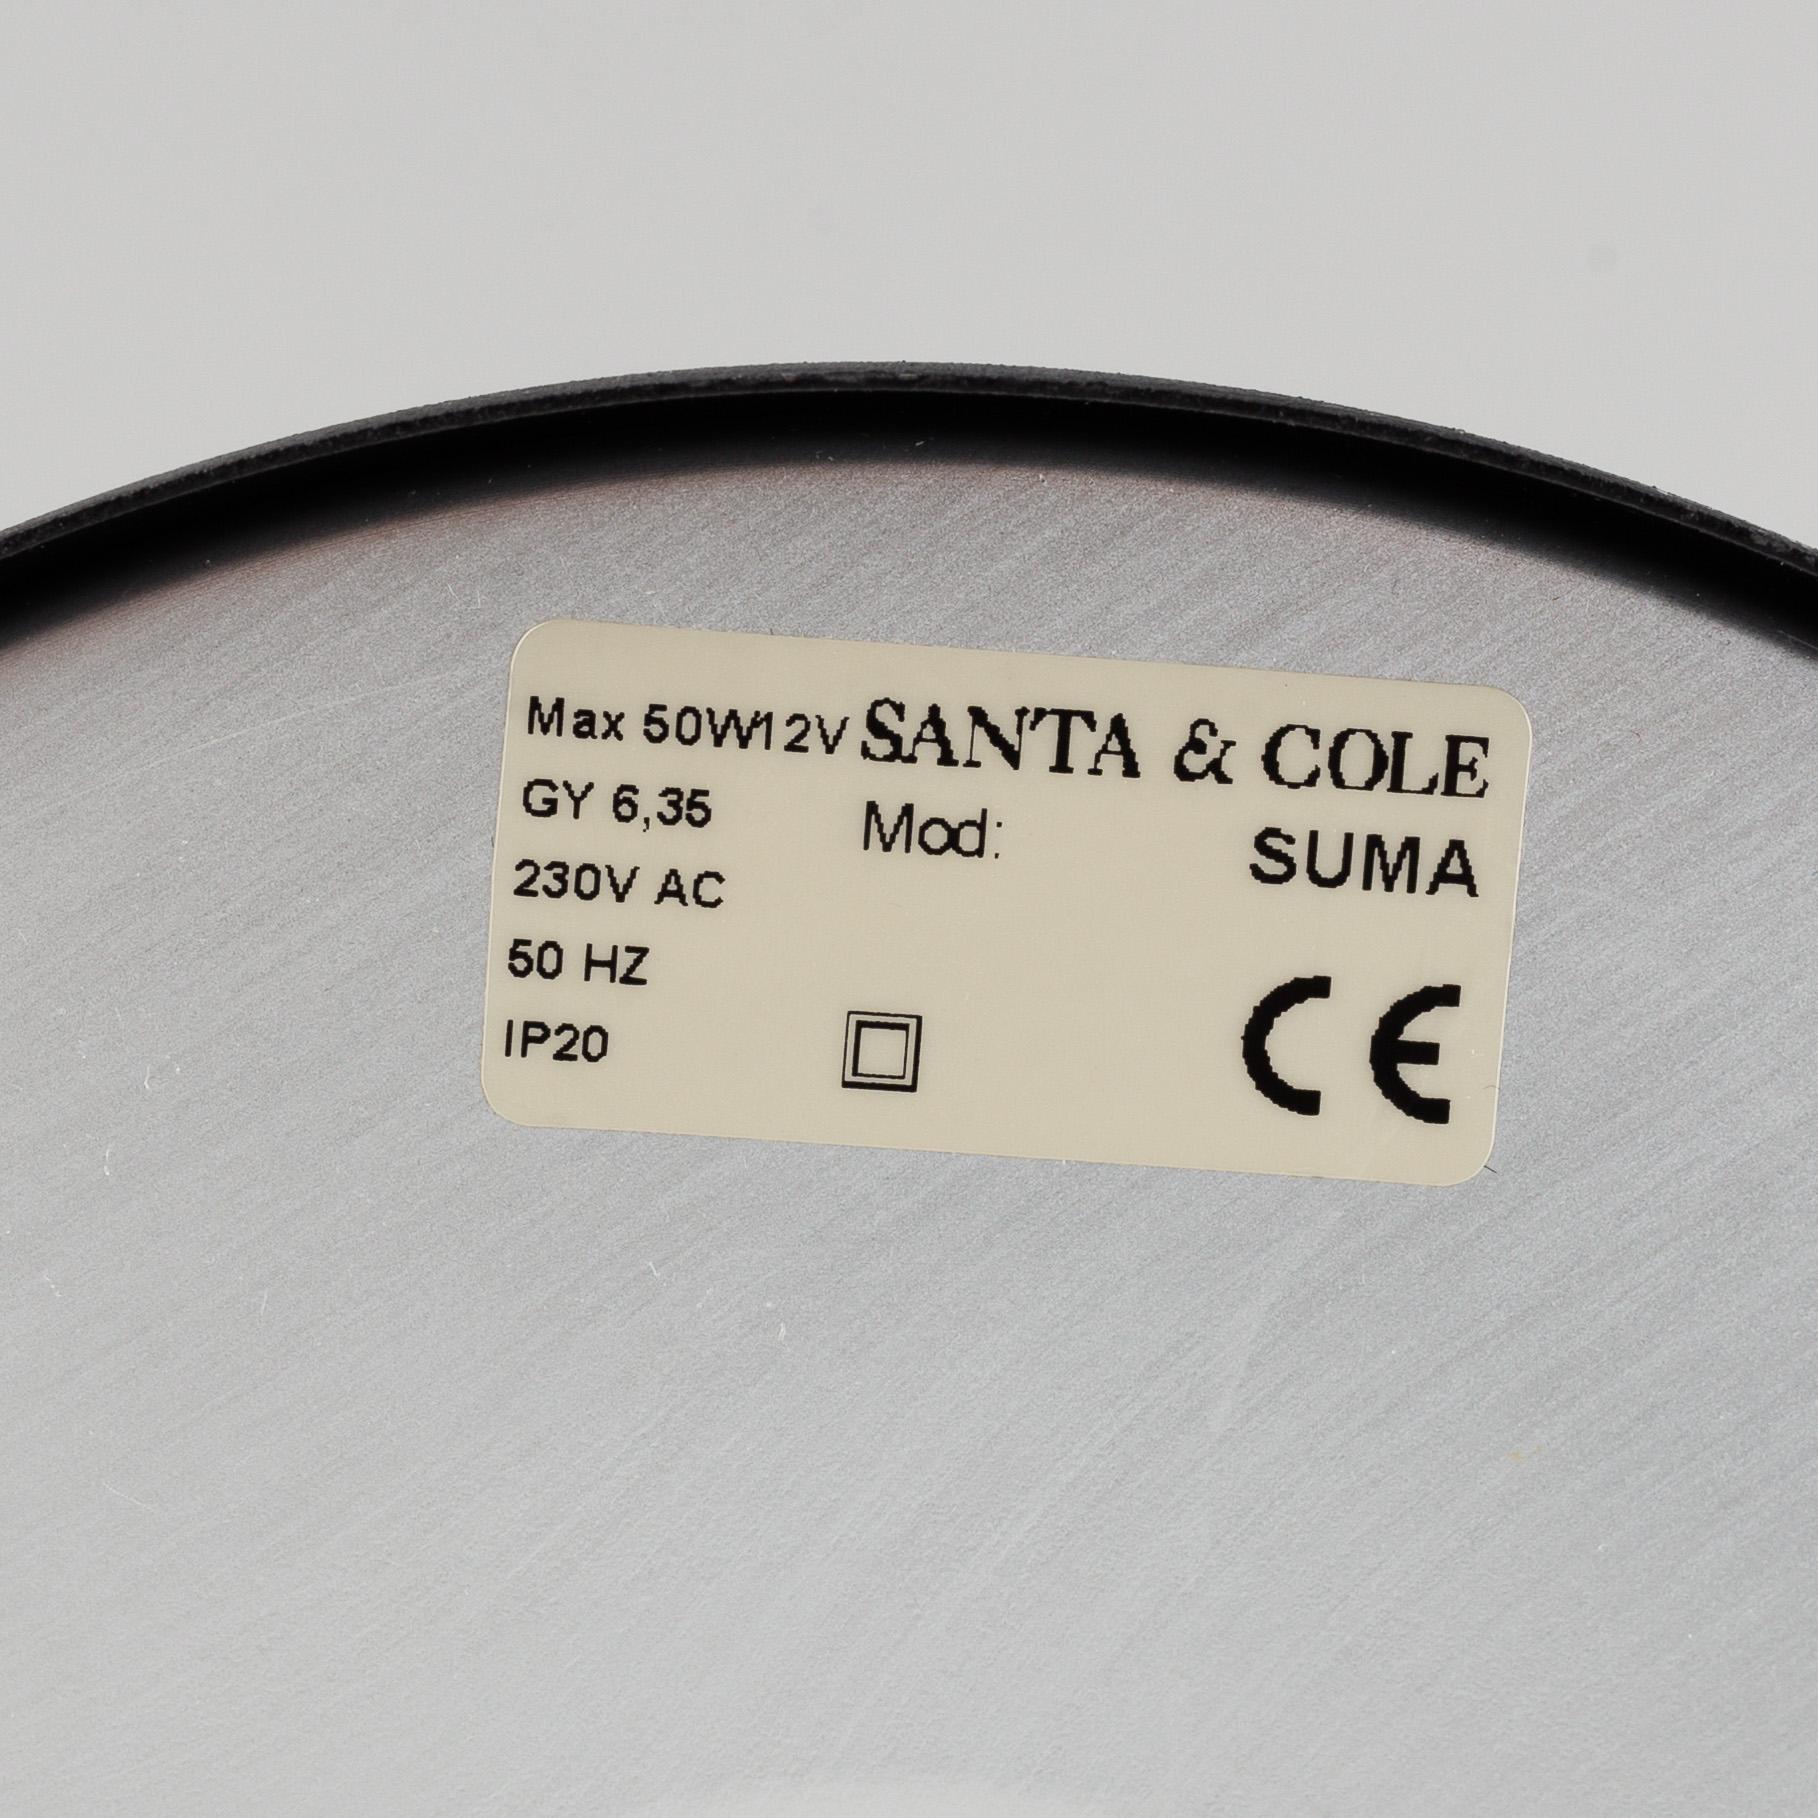 Max 50W12V SANTA & COLE
GY 6,35 Mod: SUMA
230V AC
50 HZ
IP20 CE